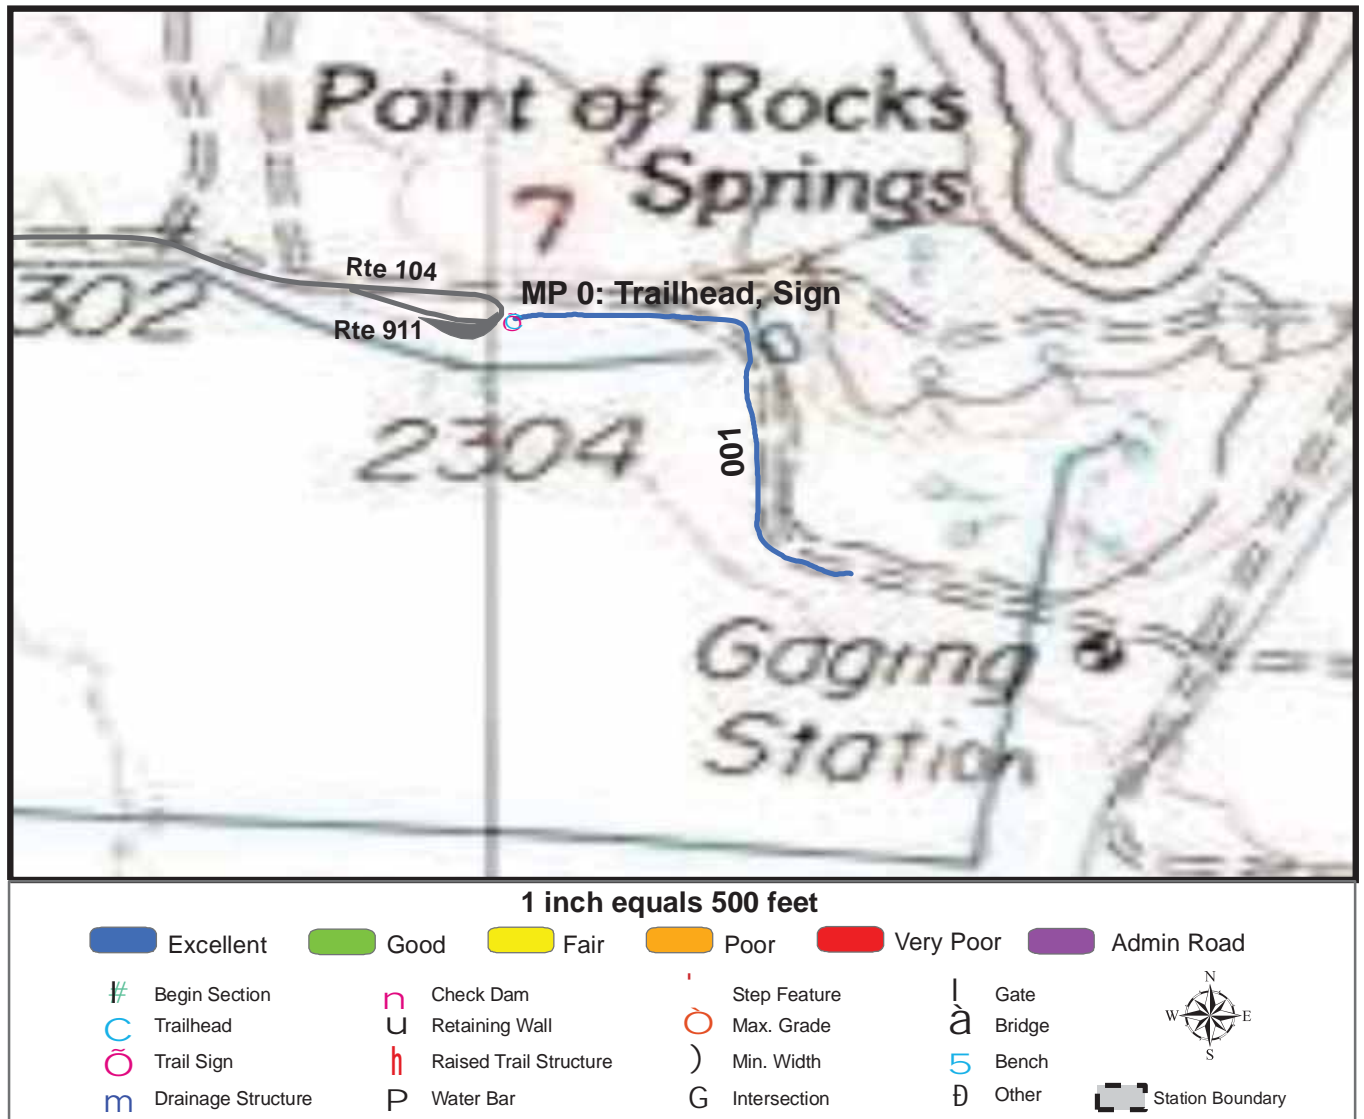 Point of Rocks
Springs
7
Rte 104
302
MP 0: Trailhead, Sign
Rte 911
2304
001
Gaging
Station
1 inch equals 500 feet
Excellent Good Fair Poor Very Poor Admin Road
Begin Section
C Trailhead
Õ Trail Sign
m Drainage Structure
n Check Dam
u Retaining Wall
h Raised Trail Structure
P Water Bar
' Step Feature
Ò Max. Grade
) Min. Width
G Intersection
l Gate
à Bridge
5 Bench
Ð Other
N
W E
S
Station Boundary